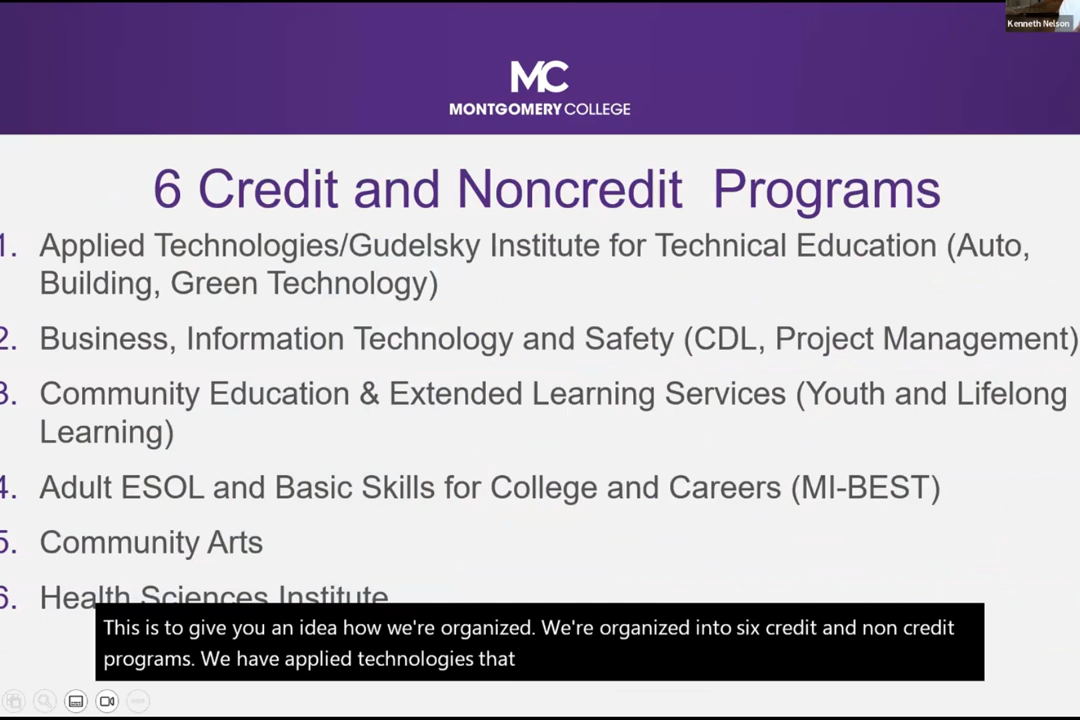 Kenneth Nelson
MC
MONTGOMERY COLLEGE
6 Credit and Noncredit Programs
1. Applied Technologies/Gudelsky Institute for Technical Education (Auto,
Building, Green Technology)
2. Business, Information Technology and Safety (CDL, Project Management)
3. Community Education & Extended Learning Services (Youth and Lifelong
Learning)
4. Adult ESOL and Basic Skills for College and Careers (MI-BEST)
5. Community Arts
6. Health Sciences Institute
This is to give you an idea how we're organized. We're organized into six credit and non credit
programs. We have applied technologies that